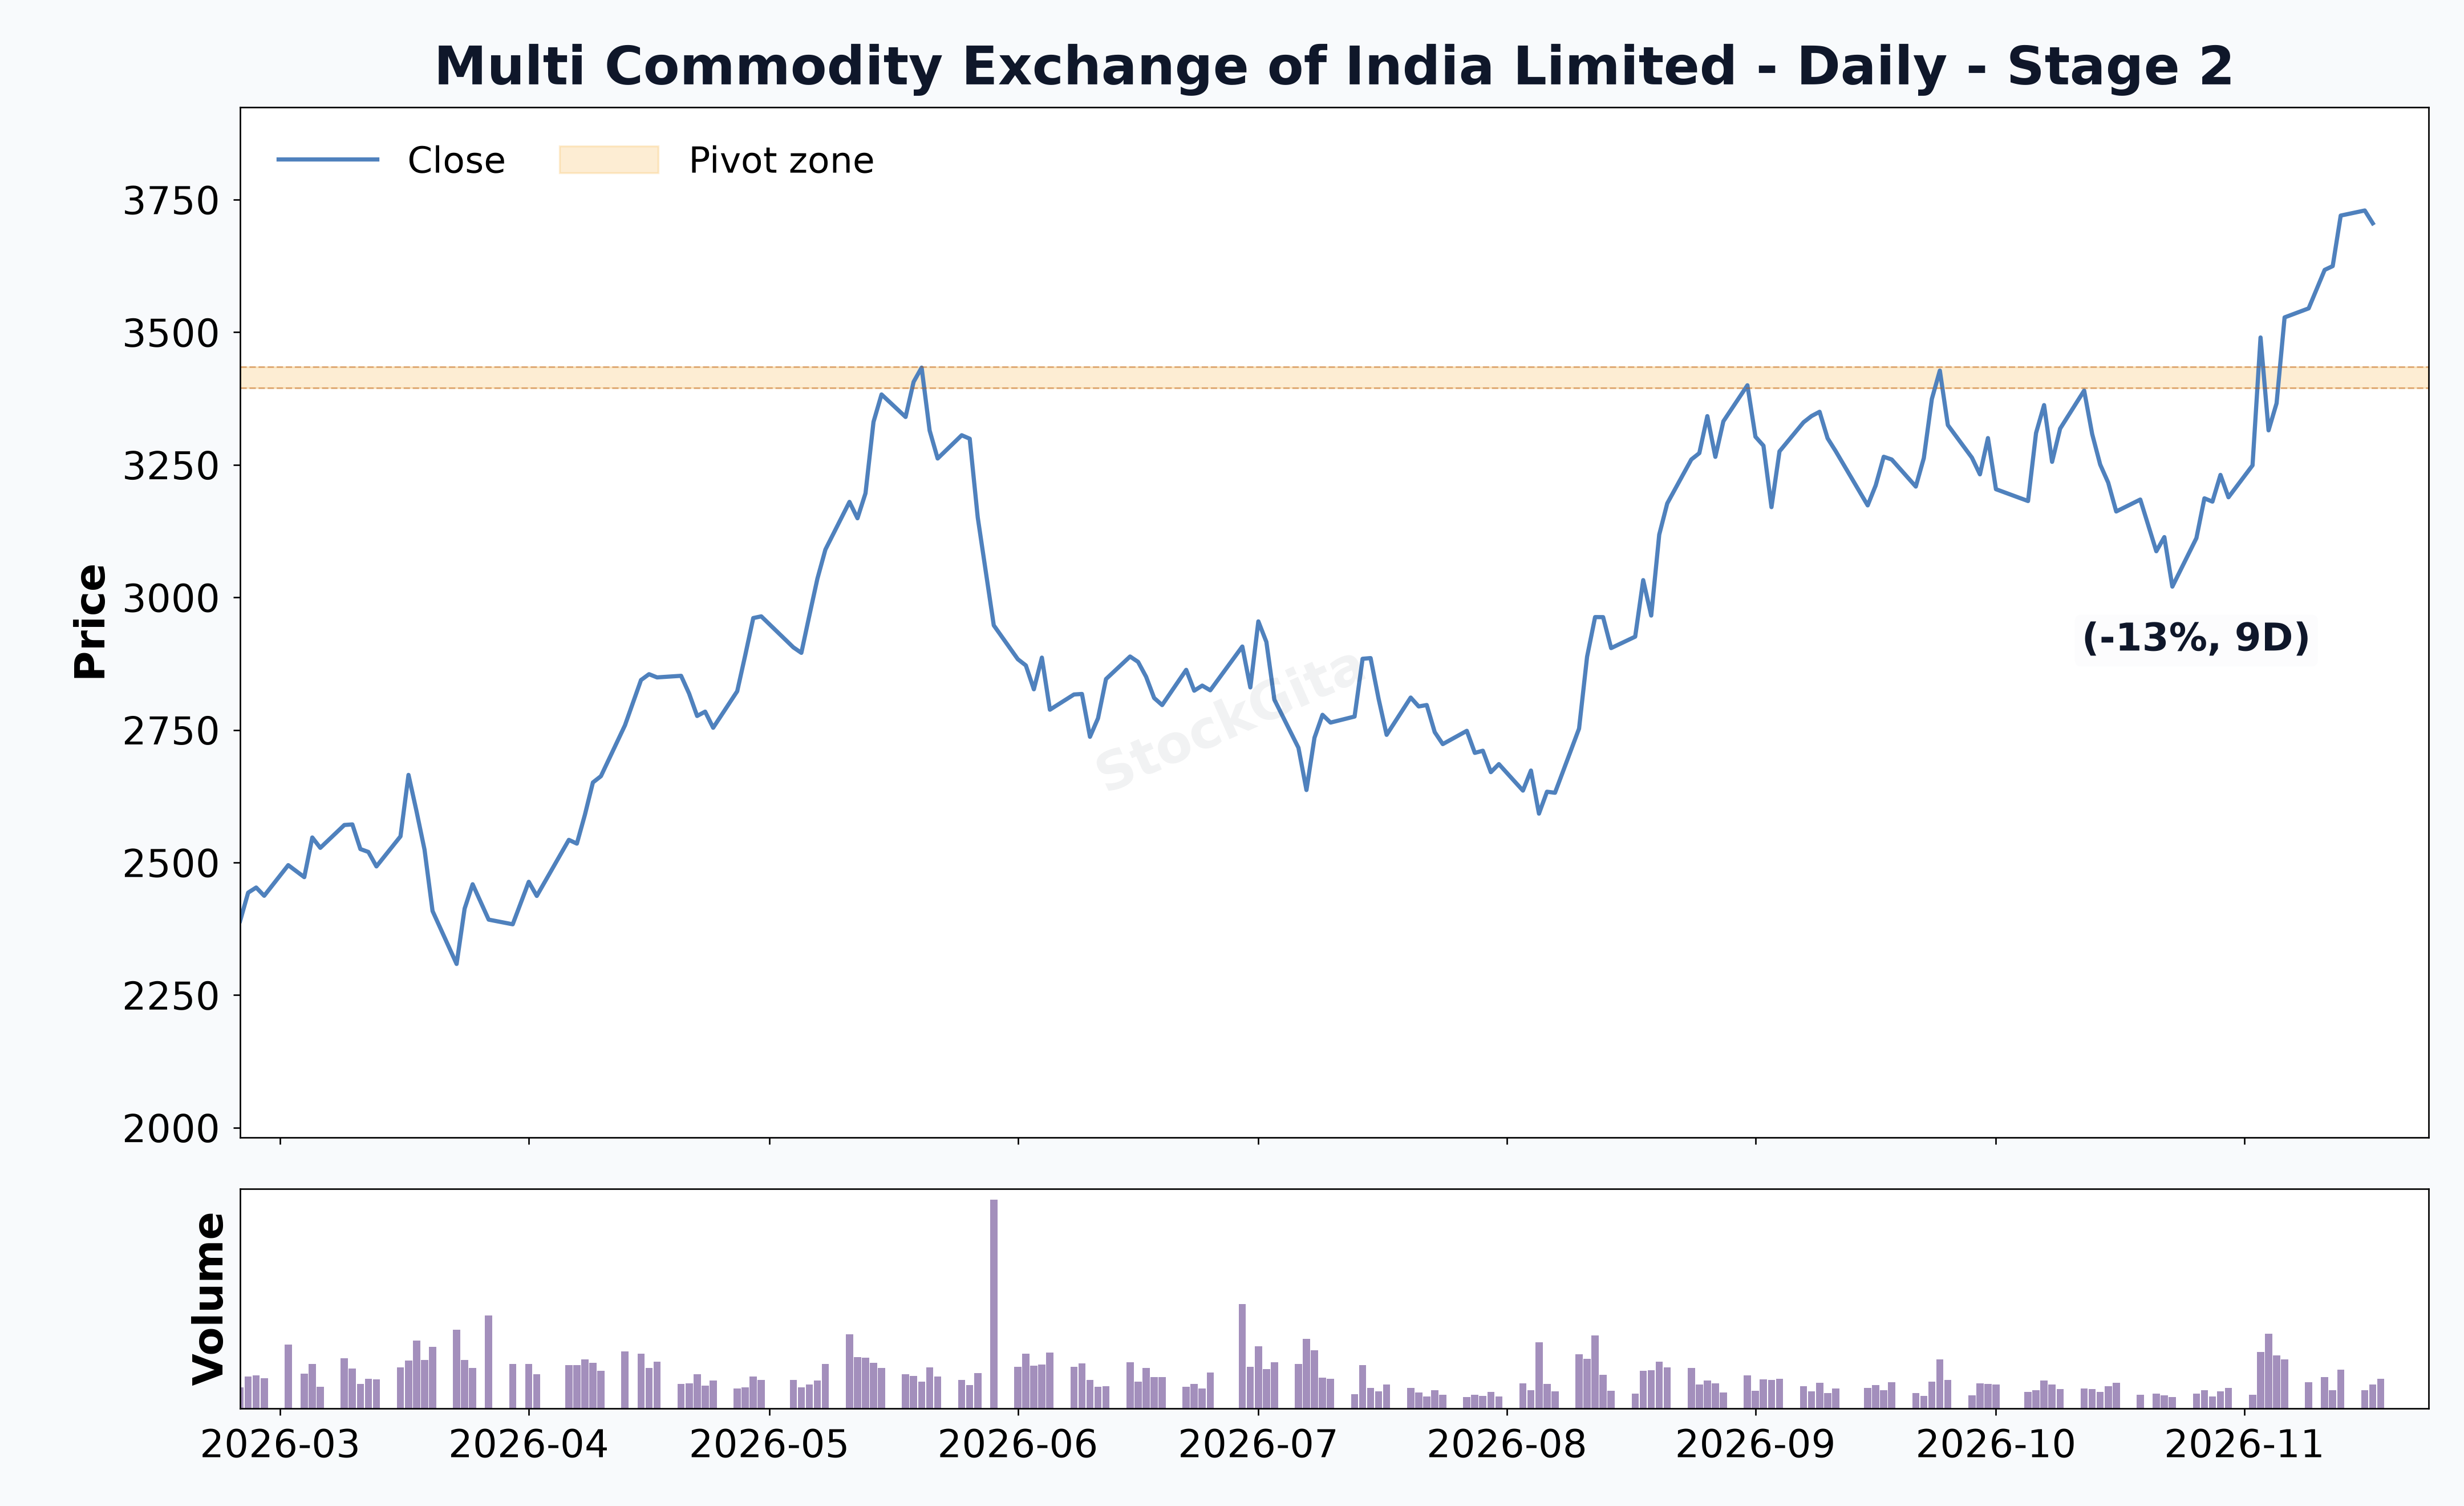 Multi Commodity Exchange of India Limited - Daily - Stage 2
Close
Pivot zone
3750
3500
3250
3000
2750
2500
2250
2000
Price
(-13%, 9D)
StockGita
Volume
2026-03
2026-04
2026-05
2026-06
2026-07
2026-08
2026-09
2026-10
2026-11